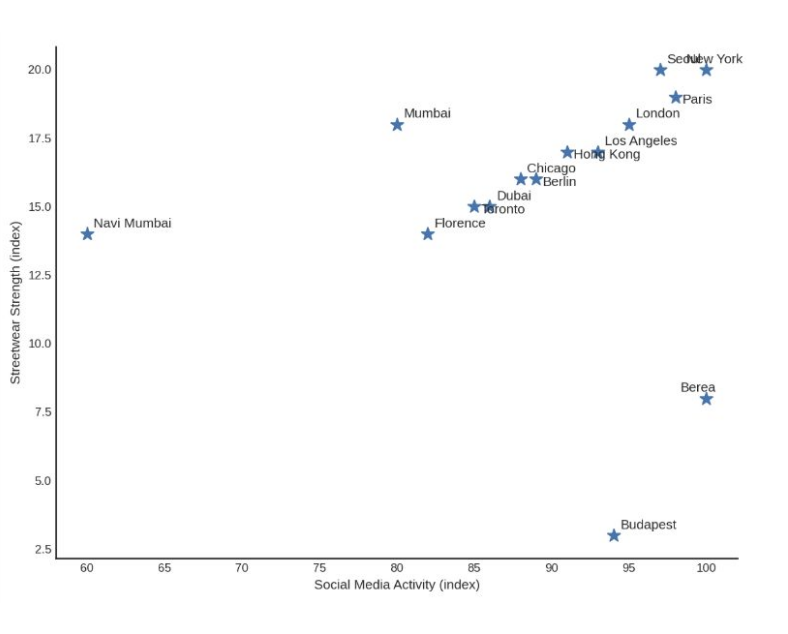 Seoul
New York
20.0
Paris
Mumbai
London
17.5
Los Angeles
Hong Kong
Chicago
Berlin
Dubai
15.0
Toronto
Navi Mumbai
Florence
12.5
10.0
Berea
7.5
5.0
Budapest
2.5
60 65 70 75 80 85 90 95 100
Social Media Activity (index)
Streetwear Strength (index)